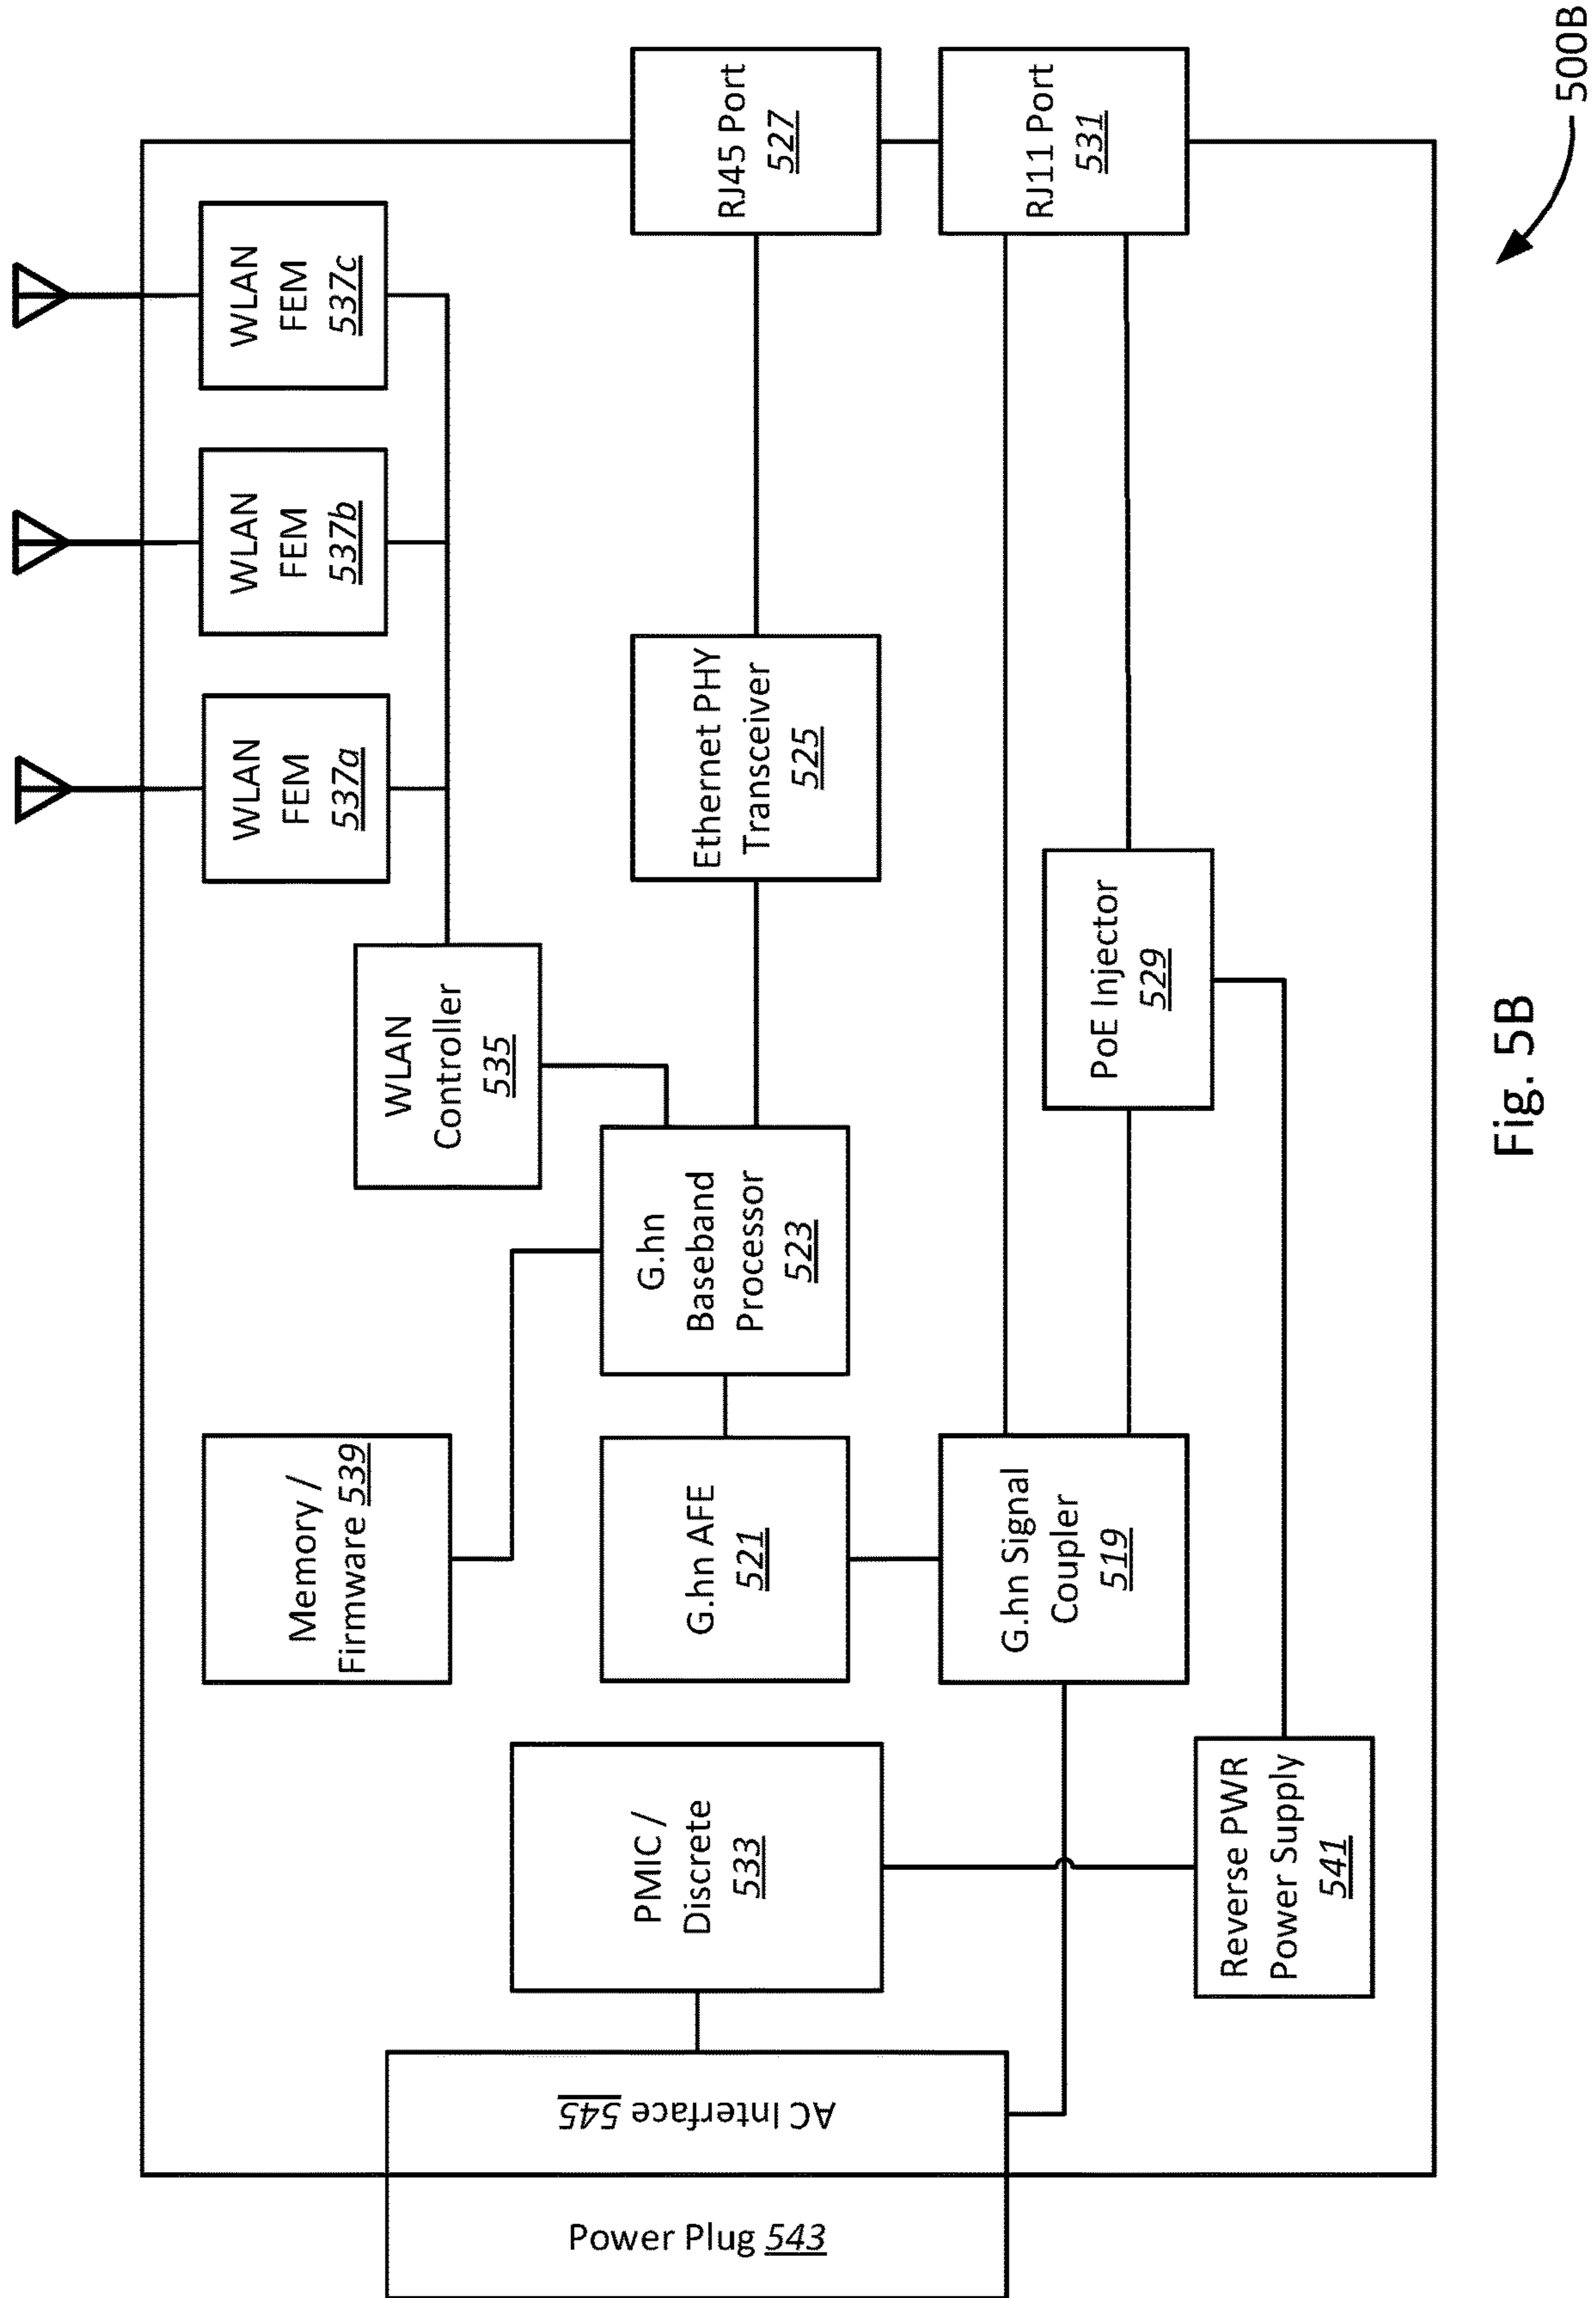 Power Plug 543
AC Interface 545
PMIC /
Discrete
533
Reverse PWR
Power Supply
541
Memory /
Firmware 539
G.hn AFE
521
G.hn Signal
Coupler
519
G.hn
Baseband
Processor
523
WLAN
Controller
535
PoE Injector
529
Ethernet PHY
Transceiver
525
WLAN
FEM
537a
WLAN
FEM
537b
WLAN
FEM
537c
RJ45 Port
527
RJ11 Port
531
500B
Fig. 5B